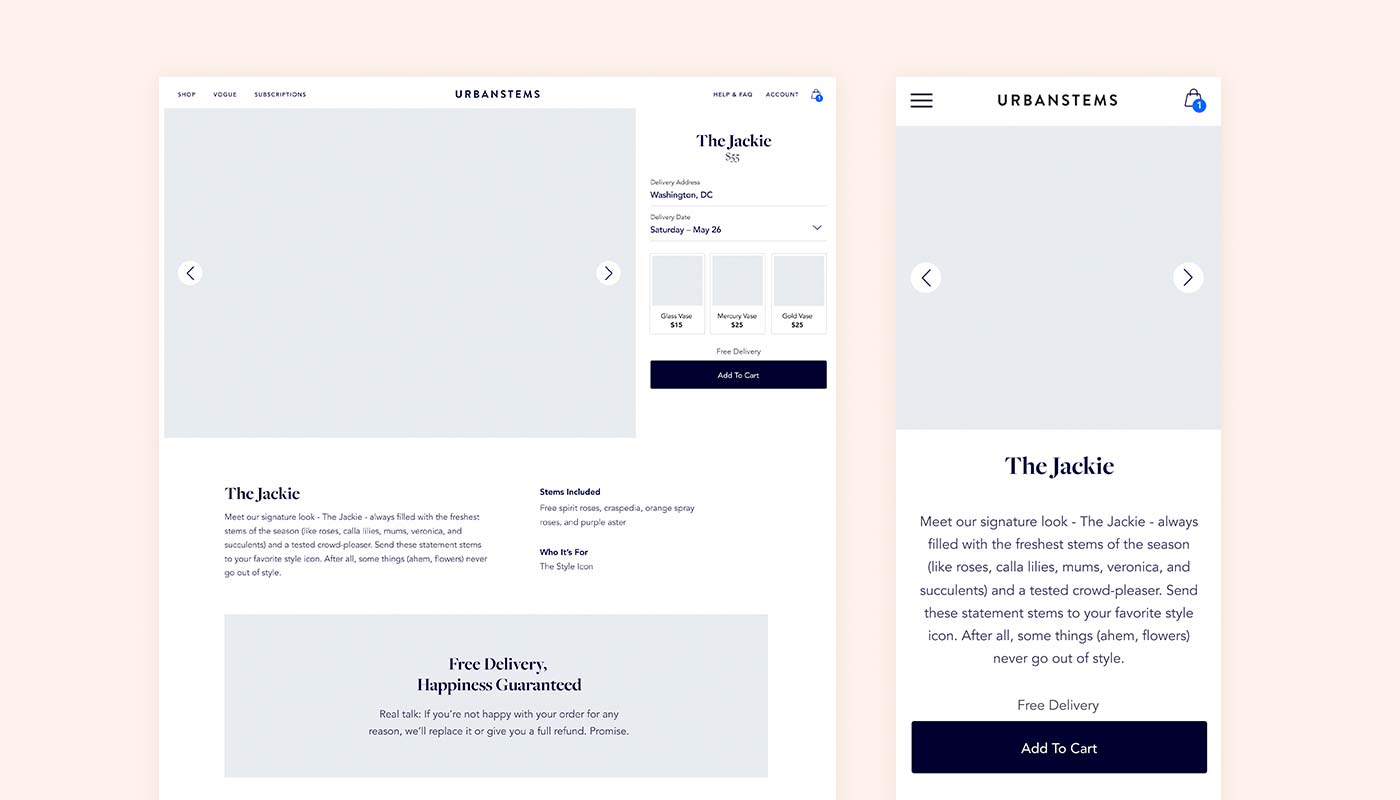 SHOP VOGUE SUBSCRIPTIONS URBANSTEMS HELP & FAQ ACCOUNT 1
The Jackie
$55
Delivery Address
Washington, DC
Delivery Date
Saturday – May 26
Glass Vase Mercury Vase Gold Vase
$15 $25 $25
Free Delivery
Add To Cart
The Jackie
Meet our signature look - The Jackie - always filled with the freshest
stems of the season (like roses, calla lilies, mums, veronica, and
succulents) and a tested crowd-pleaser. Send these statement stems
to your favorite style icon. After all, some things (ahem, flowers) never
go out of style.
Stems Included
Free spirit roses, craspedia, orange spray
roses, and purple aster
Who It's For
The Style Icon
Free Delivery,
Happiness Guaranteed
Real talk: If you're not happy with your order for any
reason, we'll replace it or give you a full refund. Promise.
URBANSTEMS 1
The Jackie
Meet our signature look - The Jackie - always
filled with the freshest stems of the season
(like roses, calla lilies, mums, veronica, and
succulents) and a tested crowd-pleaser. Send
these statement stems to your favorite style
icon. After all, some things (ahem, flowers)
never go out of style.
Free Delivery
Add To Cart